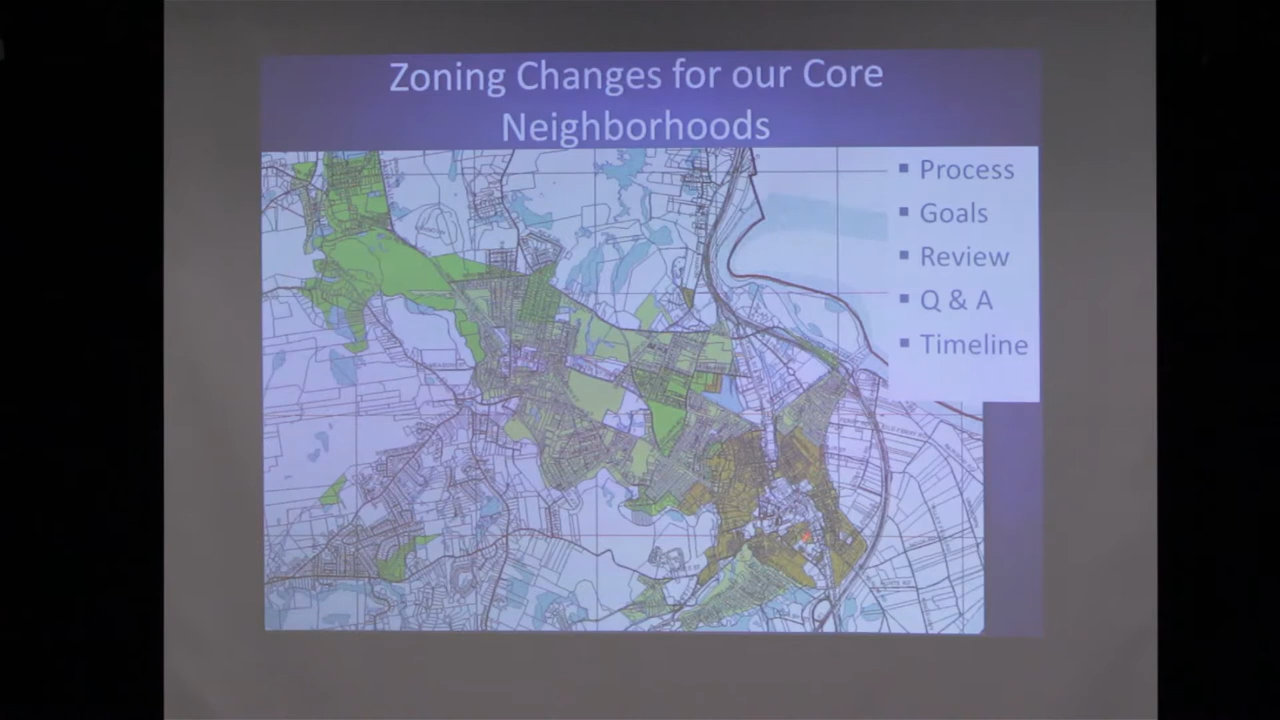 Zoning Changes for our Core
Neighborhoods
▪ Process
▪ Goals
▪ Review
▪ Q & A
▪ Timeline